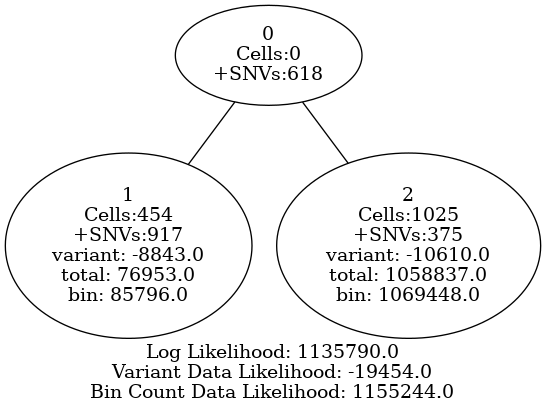 0
Cells:0
+SNVs:618
1
Cells:454
+SNVs:917
variant: -8843.0
total: 76953.0
bin: 85796.0
2
Cells:1025
+SNVs:375
variant: -10610.0
total: 1058837.0
bin: 1069448.0
Log Likelihood: 1135790.0
Variant Data Likelihood: -19454.0
Bin Count Data Likelihood: 1155244.0